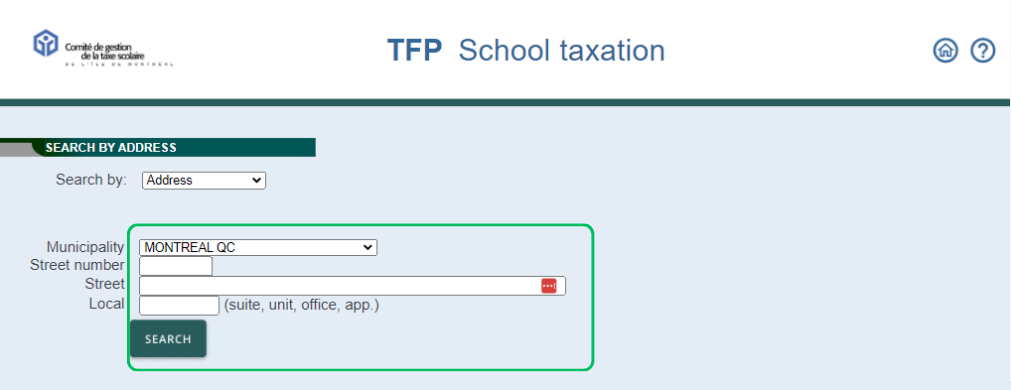 Comité de gestion
de la taxe scolaire
DE L'ÎLE DE MONTRÉAL
TFP School taxation
SEARCH BY ADDRESS
Search by: Address
Municipality MONTREAL QC
Street number
Street
Local (suite, unit, office, app.)
SEARCH